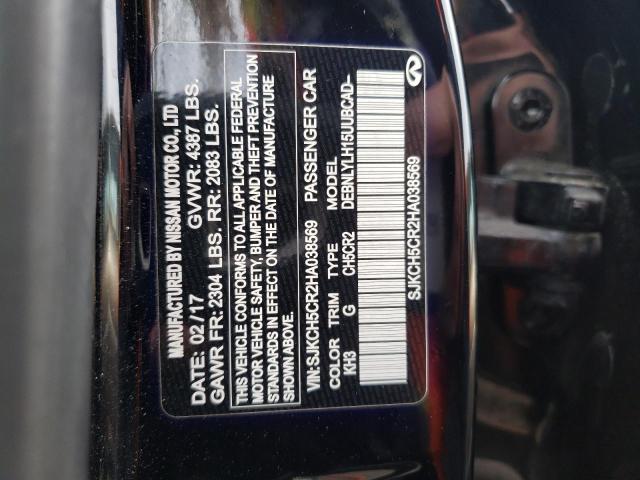 MANUFACTURED BY NISSAN MOTOR CO., LTD
DATE: 02/17 GVWR: 4387 LBS.
GAWR FR: 2304 LBS. RR: 2083 LBS.
THIS VEHICLE CONFORMS TO ALL APPLICABLE FEDERAL
MOTOR VEHICLE SAFETY, BUMPER AND THEFT PREVENTION
STANDARDS IN EFFECT ON THE DATE OF MANUFACTURE
SHOWN ABOVE.
VIN:SJKCH5CR2HA038569 PASSENGER CAR
COLOR TRIM TYPE MODEL
KH3 G CH5CR2 DEBNLYLH15UUBCAD-
SJKCH5CR2HA038569